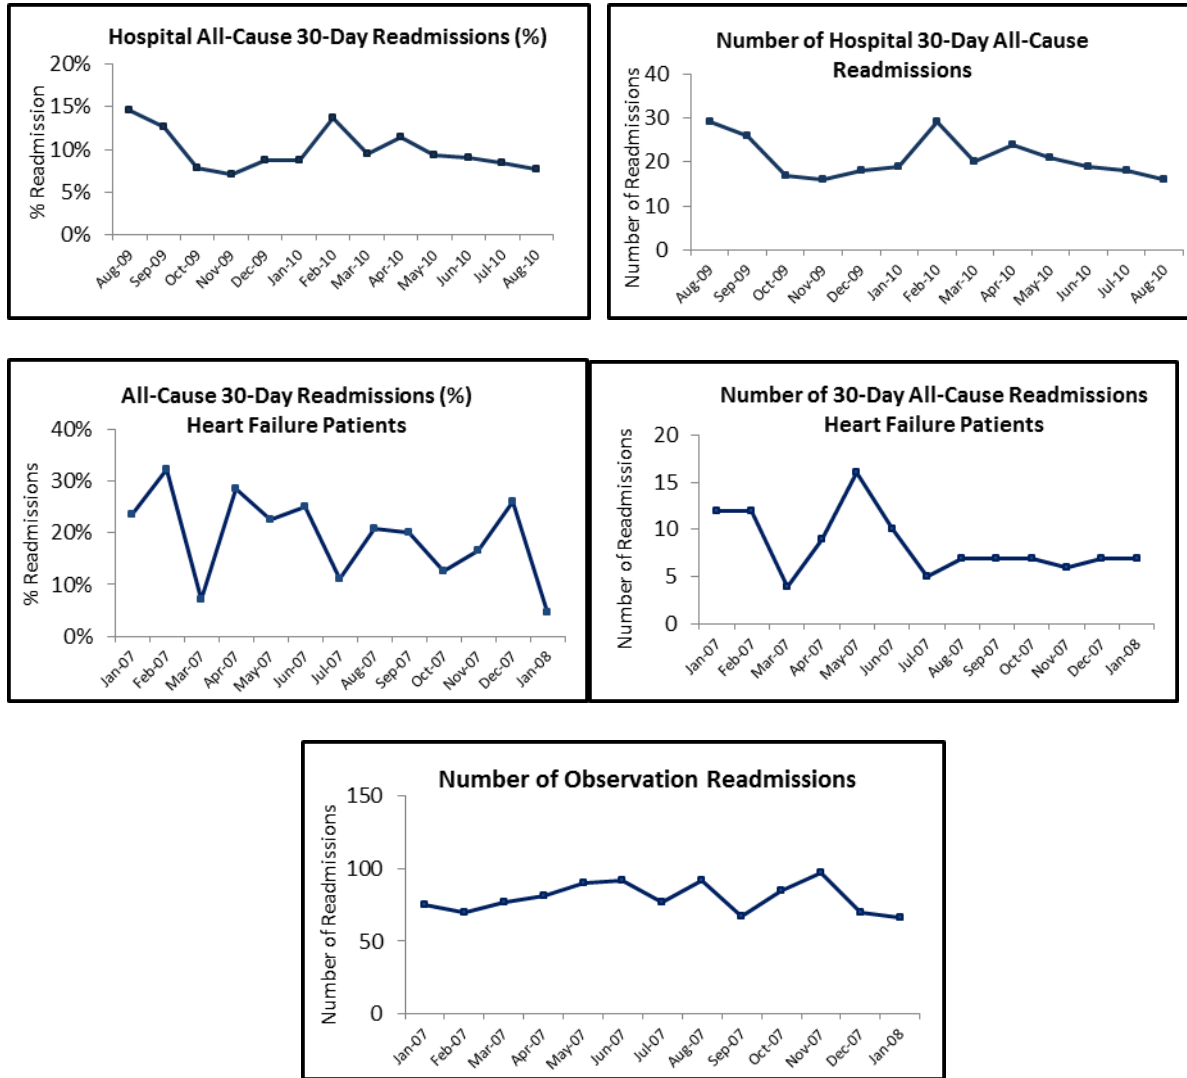 Hospital All-Cause 30-Day Readmissions (%)
20%
15%
10%
5%
0%
% Readmission
Aug-09
Sep-09
Oct-09
Nov-09
Dec-09
Jan-10
Feb-10
Mar-10
Apr-10
May-10
Jun-10
Jul-10
Aug-10
Number of Hospital 30-Day All-Cause
Readmissions
40
30
20
10
0
Number of Readmissions
Aug-09
Sep-09
Oct-09
Nov-09
Dec-09
Jan-10
Feb-10
Mar-10
Apr-10
May-10
Jun-10
Jul-10
Aug-10
All-Cause 30-Day Readmissions (%)
Heart Failure Patients
40%
30%
20%
10%
0%
% Readmissions
Jan-07
Feb-07
Mar-07
Apr-07
May-07
Jun-07
Jul-07
Aug-07
Sep-07
Oct-07
Nov-07
Dec-07
Jan-08
Number of 30-Day All-Cause Readmissions
Heart Failure Patients
20
15
10
5
0
Number of Readmissions
Jan-07
Feb-07
Mar-07
Apr-07
May-07
Jun-07
Jul-07
Aug-07
Sep-07
Oct-07
Nov-07
Dec-07
Jan-08
Number of Observation Readmissions
150
100
50
0
Number of Readmissions
Jan-07
Feb-07
Mar-07
Apr-07
May-07
Jun-07
Jul-07
Aug-07
Sep-07
Oct-07
Nov-07
Dec-07
Jan-08